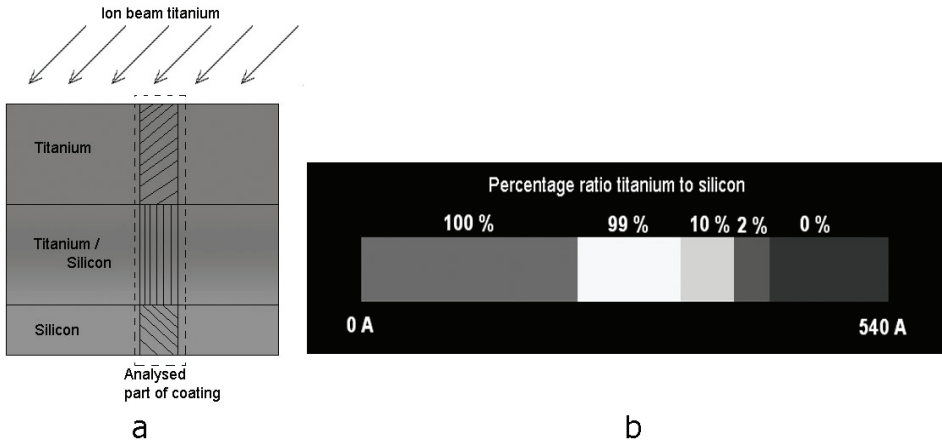 Ion beam titanium
Titanium
Titanium /
Silicon
Silicon
Analysed
part of coating
a
Percentage ratio titanium to silicon
100 % 99 % 10 % 2 % 0 %
0 A 540 A
b